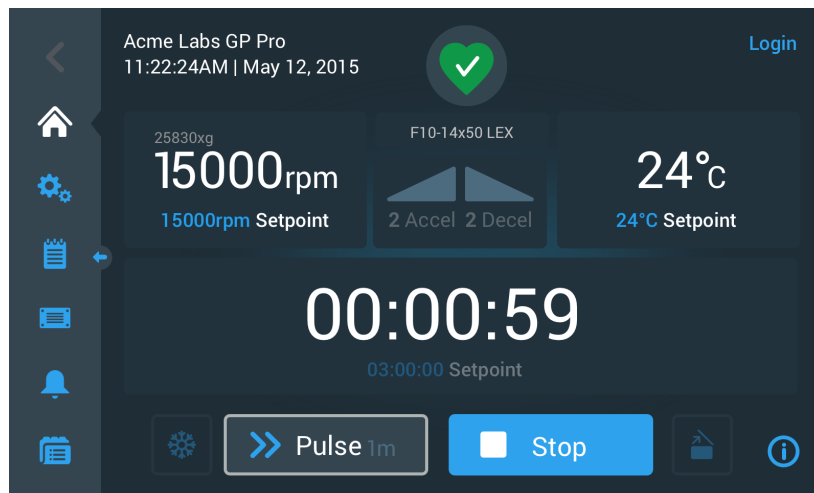 Acme Labs GP Pro
11:22:24AM | May 12, 2015
Login
25830xg
15000rpm
15000rpm Setpoint
F10-14x50 LEX
2 Accel 2 Decel
24°C
24°C Setpoint
00:00:59
03:00:00 Setpoint
Pulse 1m
Stop